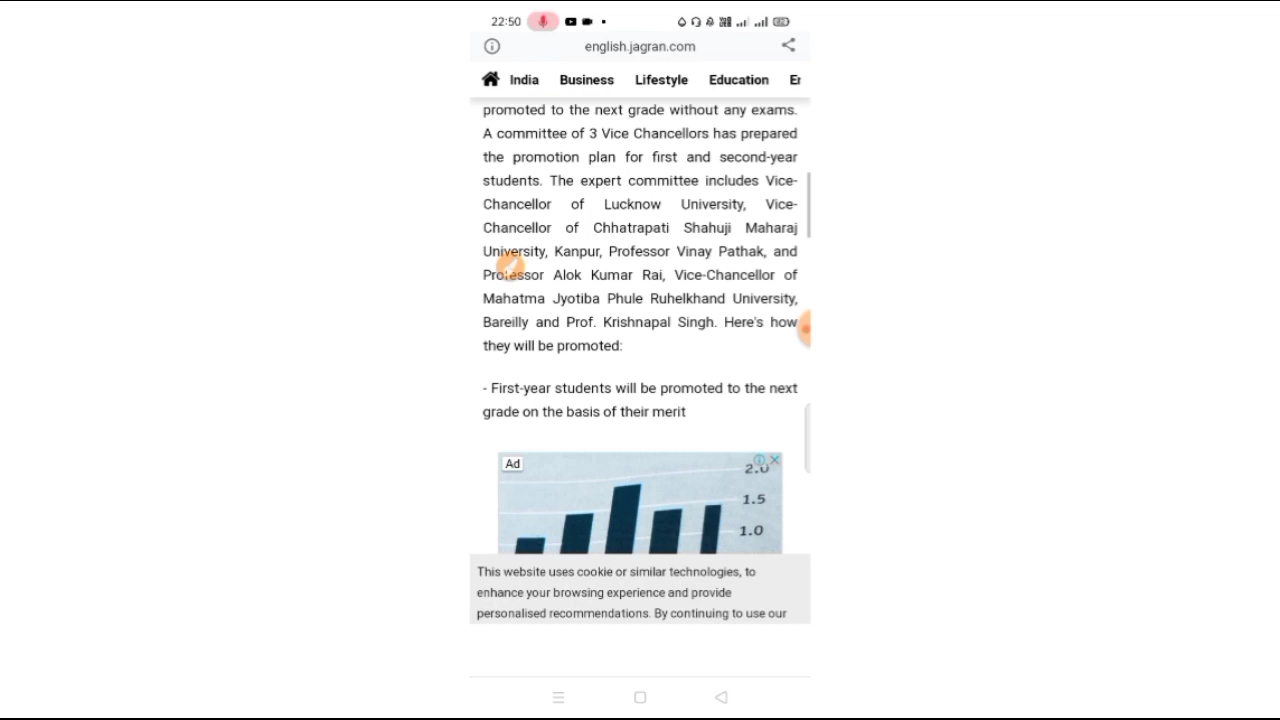 22:50
english.jagran.com
India Business Lifestyle Education Er
promoted to the next grade without any exams.
A committee of 3 Vice Chancellors has prepared
the promotion plan for first and second-year
students. The expert committee includes Vice-
Chancellor of Lucknow University, Vice-
Chancellor of Chhatrapati Shahuji Maharaj
University, Kanpur, Professor Vinay Pathak, and
Professor Alok Kumar Rai, Vice-Chancellor of
Mahatma Jyotiba Phule Ruhelkhand University,
Bareilly and Prof. Krishnapal Singh. Here's how
they will be promoted:
- First-year students will be promoted to the next
grade on the basis of their merit
Ad
2.0
1.5
1.0
This website uses cookie or similar technologies, to
enhance your browsing experience and provide
personalised recommendations. By continuing to use our